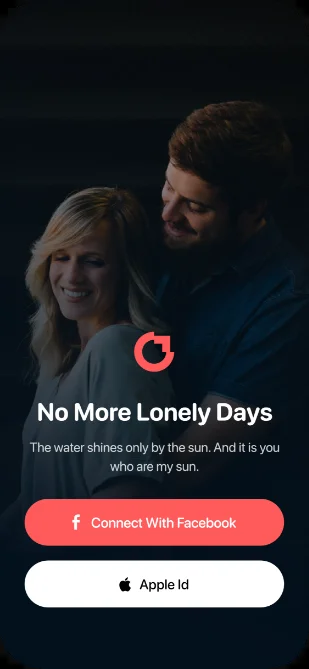 No More Lonely Days
The water shines only by the sun. And it is you
who are my sun.
Connect With Facebook
Apple Id